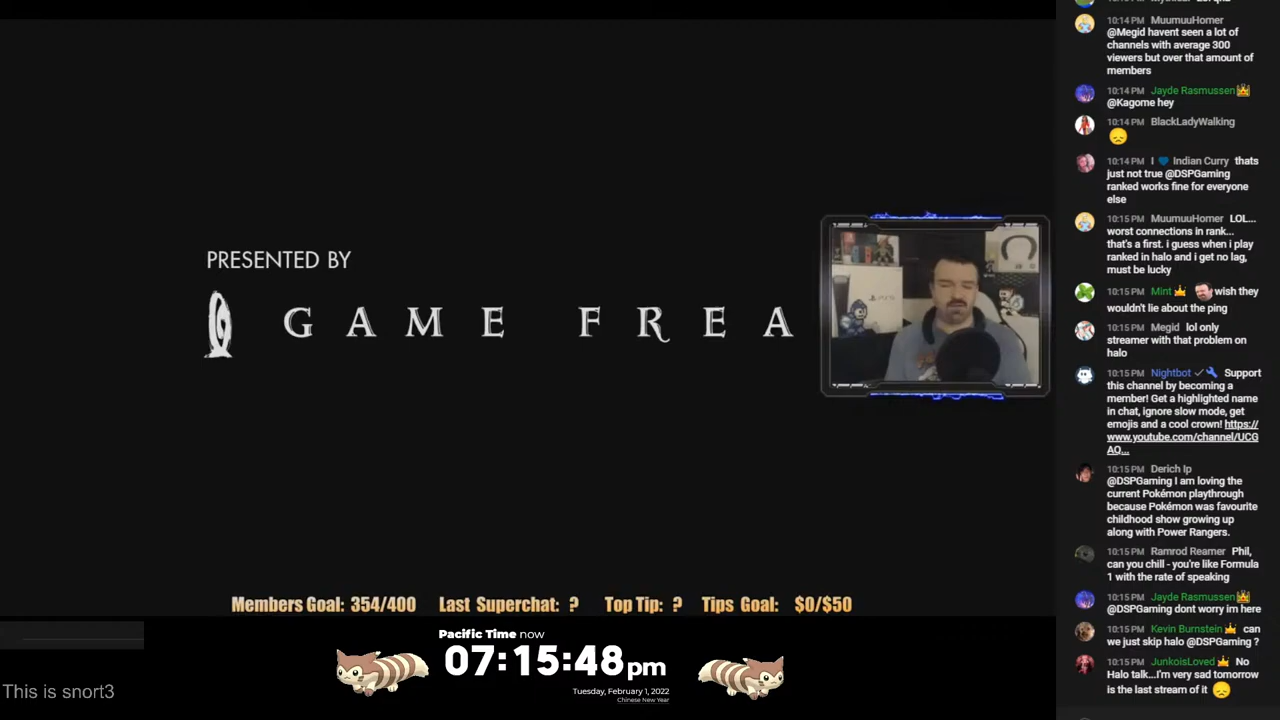 PRESENTED BY
GAME FREA
Members Goal: 354/400 Last Superchat: ? Top Tip: ? Tips Goal: $0/$50
Pacific Time now
07:15:48pm
Tuesday, February 1, 2022
Chinese New Year
This is snort3
10:14 PM MuumuuHomer
@Megid havent seen a lot of
channels with average 300
viewers but over that amount of
members
10:14 PM Jayde Rasmussen
@Kagome hey
10:14 PM BlackLadyWalking
10:14 PM I 💙 Indian Curry thats
just not true @DSPGaming
ranked works fine for everyone
else
10:15 PM MuumuuHomer LOL...
worst connections in rank...
that's a first. i guess when i play
ranked in halo and i get no lag,
must be lucky
10:15 PM Mint wish they
wouldn't lie about the ping
10:15 PM Megid lol only
streamer with that problem on
halo
10:15 PM Nightbot Support
this channel by becoming a
member! Get a highlighted name
in chat, ignore slow mode, get
emojis and a cool crown! https://
www.youtube.com/channel/UCG
AQ...
10:15 PM Derich Ip
@DSPGaming I am loving the
current Pokémon playthrough
because Pokémon was favourite
childhood show growing up
along with Power Rangers.
10:15 PM Ramrod Reamer Phil,
can you chill - you're like Formula
1 with the rate of speaking
10:15 PM Jayde Rasmussen
@DSPGaming dont worry im here
10:15 PM Kevin Burnstein can
we just skip halo @DSPGaming ?
10:15 PM JunkoisLoved No
Halo talk...I'm very sad tomorrow
is the last stream of it